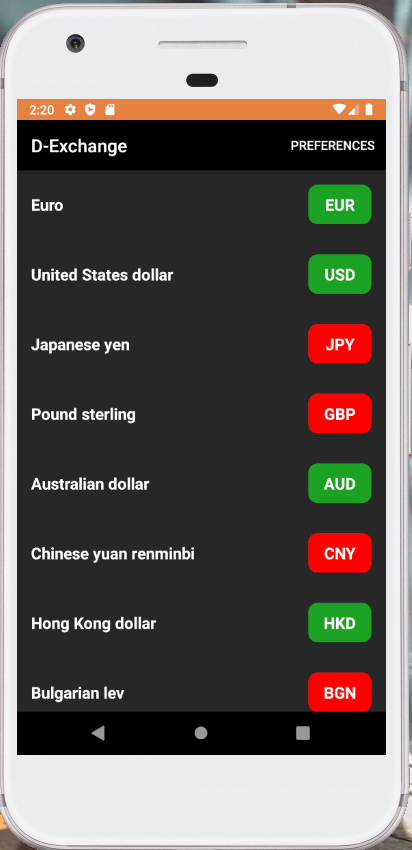 2:20
D-Exchange PREFERENCES
Euro EUR
United States dollar USD
Japanese yen JPY
Pound sterling GBP
Australian dollar AUD
Chinese yuan renminbi CNY
Hong Kong dollar HKD
Bulgarian lev BGN